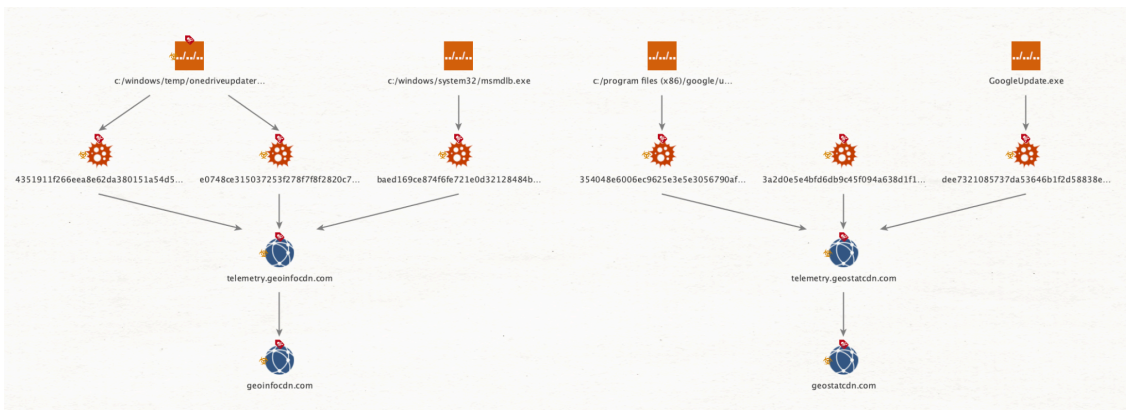 c:/windows/temp/onedriveupdater...
c:/windows/system32/msmdlb.exe
c:/program files (x86)/google/u...
GoogleUpdate.exe
4351911f266eea8e62da380151a54d5...
e0748ce315037253f278f7f8f2820c7...
baed169ce874f6fe721e0d32128484b...
354048e6006ec9625e3e5e3056790af...
3a2d0e5e4bfd6db9c45f094a638d1f1...
dee7321085737da53646b1f2d58838e...
telemetry.geoinfocdn.com
telemetry.geostatcdn.com
geoinfocdn.com
geostatcdn.com